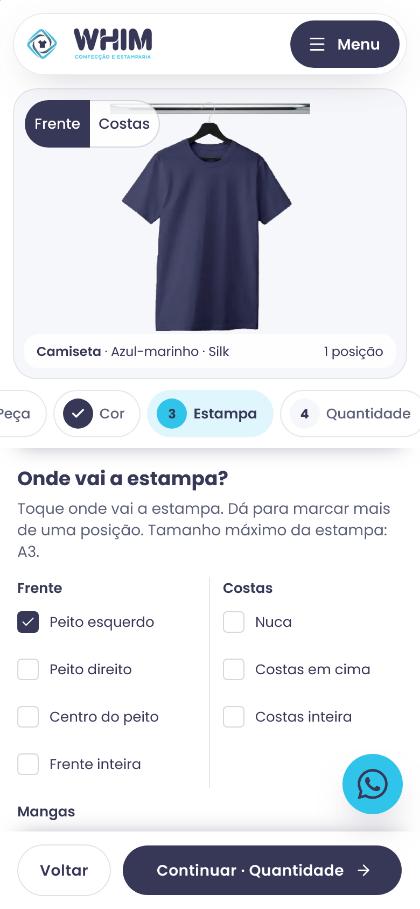 WHIM
CONFECÇÃO E ESTAMPARIA
Menu
Frente
Costas
Camiseta · Azul-marinho · Silk
1 posição
Peça
Cor
3 Estampa
4 Quantidade
Onde vai a estampa?
Toque onde vai a estampa. Dá para marcar mais
de uma posição. Tamanho máximo da estampa:
A3.
Frente
Peito esquerdo
Peito direito
Centro do peito
Frente inteira
Costas
Nuca
Costas em cima
Costas inteira
Mangas
Voltar
Continuar · Quantidade